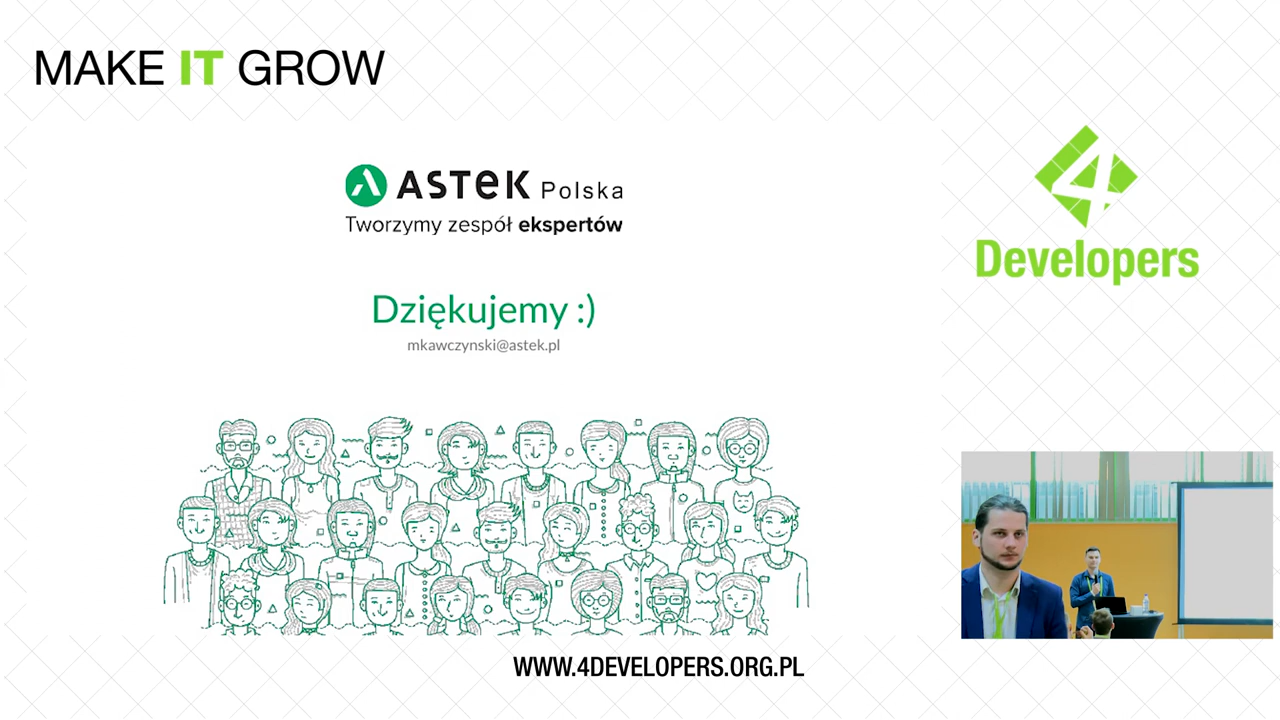 MAKE IT GROW
ASTEK Polska
Tworzymy zespół ekspertów
Dziękujemy :)
mkawczynski@astek.pl
4
Developers
WWW.4DEVELOPERS.ORG.PL